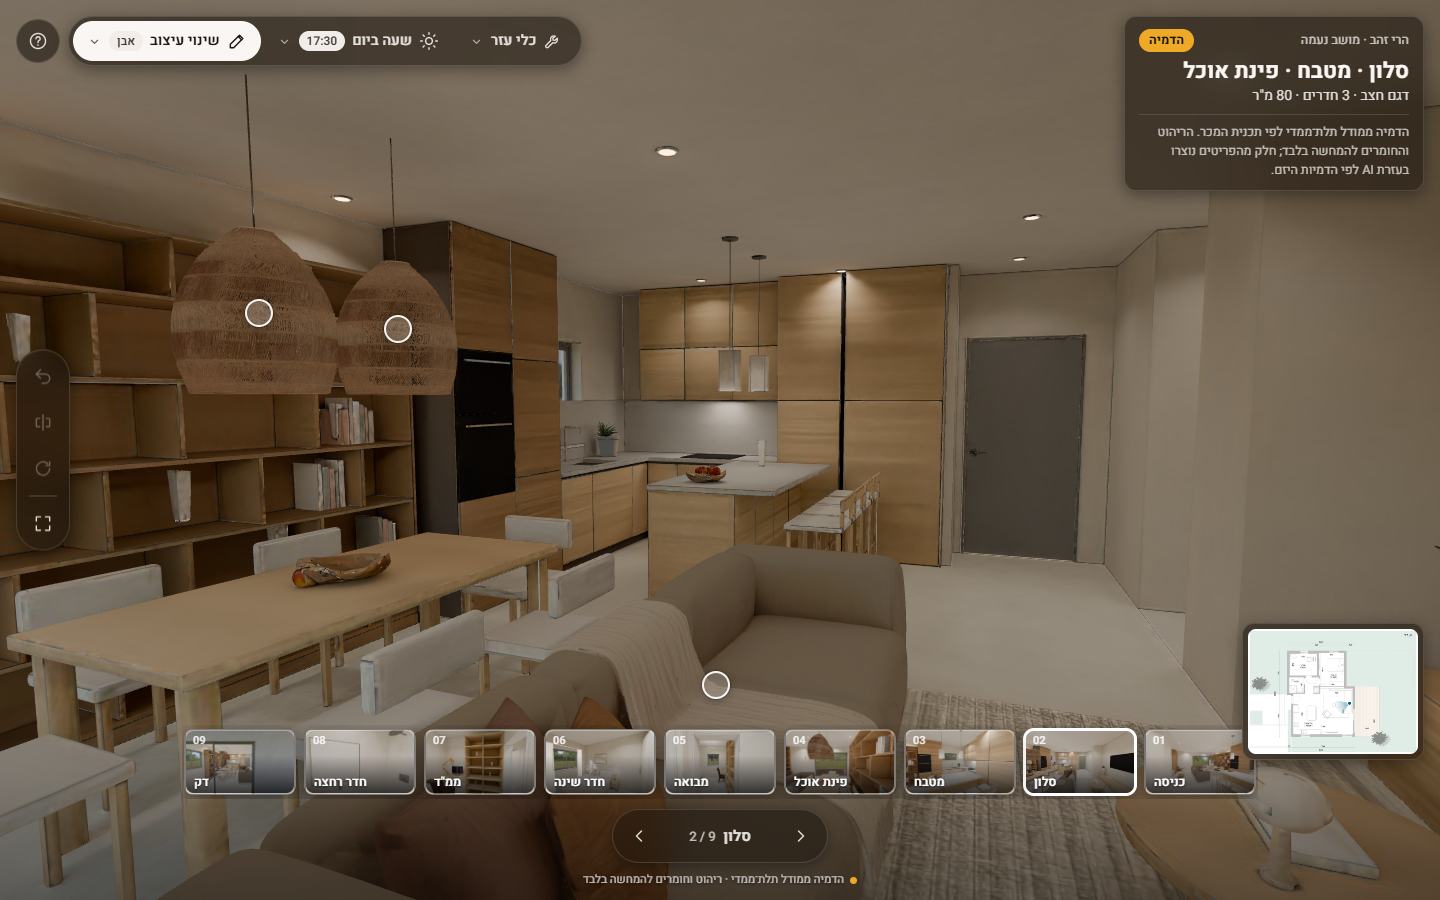 שינוי עיצוב אבן
שעה ביום 17:30
כלי עזר
הרי זהב · מושב נעמה
הדמיה
סלון · מטבח · פינת אוכל
דגם חצב · 3 חדרים · 80 מ"ר
הדמיה ממודל תלת־ממדי לפי תכנית המכר. הריהוט
והחומרים להמחשה בלבד; חלק מהפריטים נוצרו
בעזרת AI לפי הדמיות היזם.
01 כניסה
02 סלון
03 מטבח
04 פינת אוכל
05 מבואה
06 חדר שינה
07 ממ"ד
08 חדר רחצה
09 דק
סלון 2 / 9
הדמיה ממודל תלת־ממדי · ריהוט וחומרים להמחשה בלבד